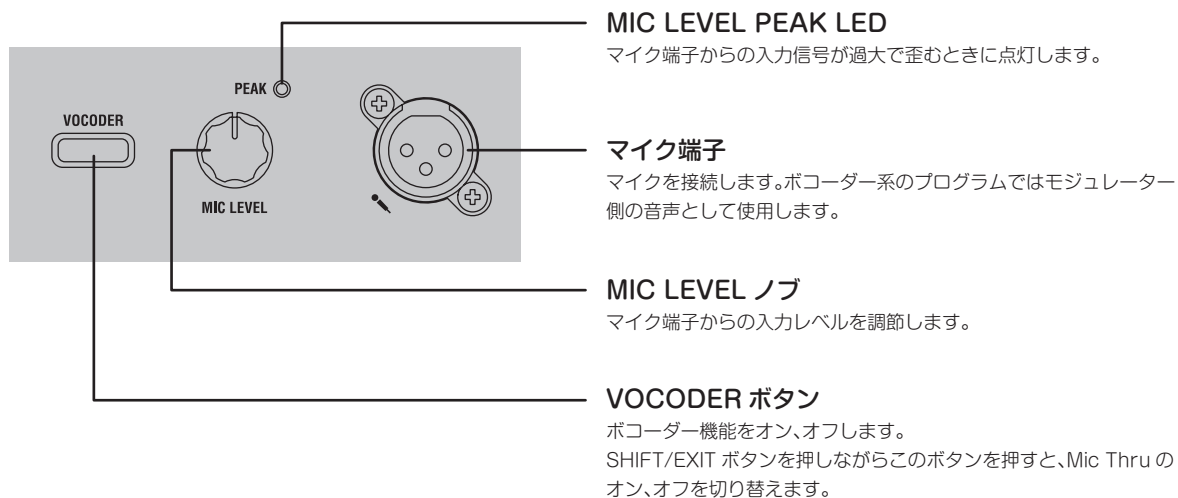 MIC LEVEL PEAK LED
マイク端子からの入力信号が過大で歪むときに点灯します。
PEAK
VOCODER
MIC LEVEL
マイク端子
マイクを接続します。ボコーダー系のプログラムではモジュレーター
側の音声として使用します。
MIC LEVEL ノブ
マイク端子からの入力レベルを調節します。
VOCODER ボタン
ボコーダー機能をオン、オフします。
SHIFT/EXIT ボタンを押しながらこのボタンを押すと、Mic Thru の
オン、オフを切り替えます。